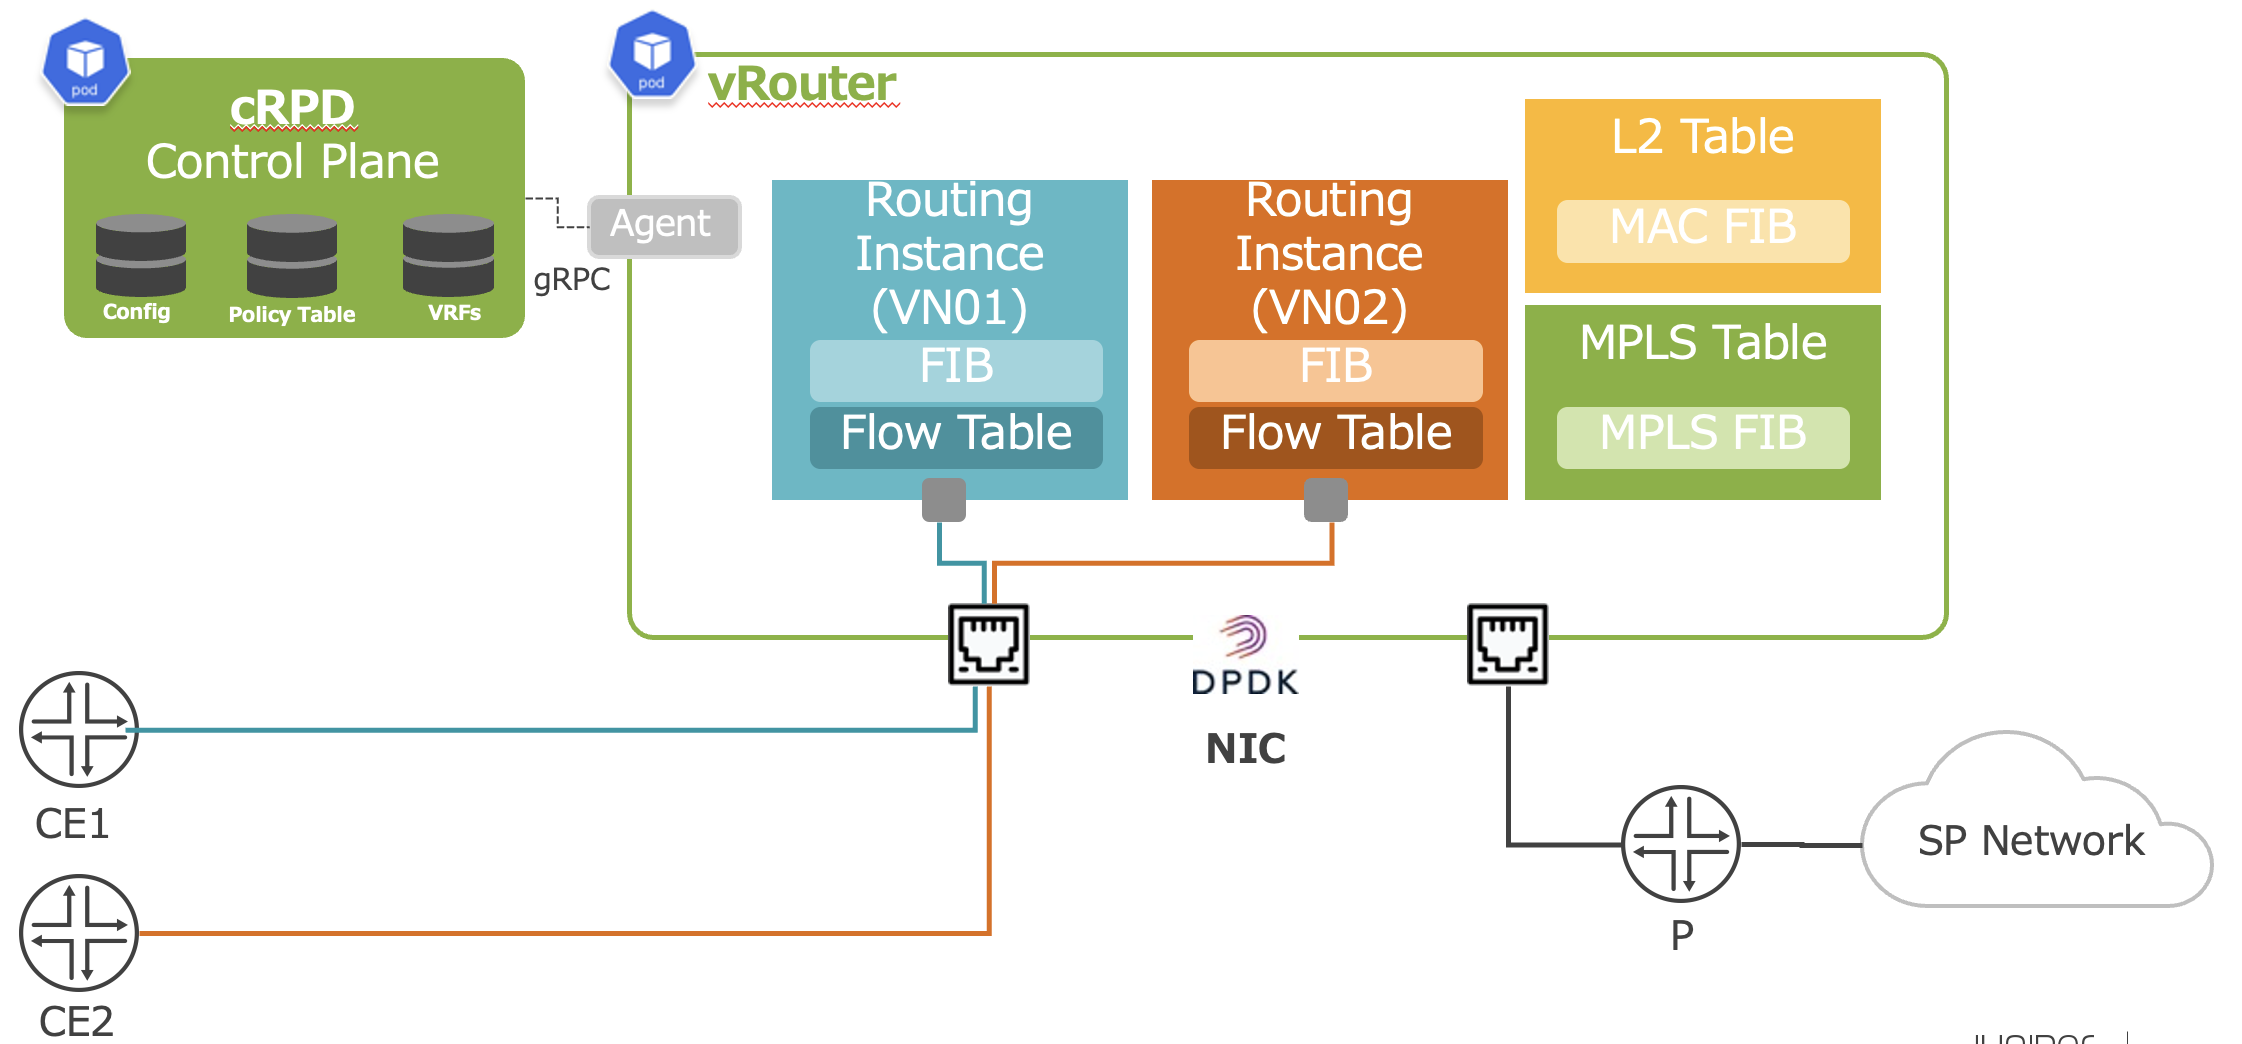 pod
cRPD
Control Plane
Config
Policy Table
VRFs
gRPC
Agent
pod
vRouter
Routing
Instance
(VN01)
FIB
Flow Table
Routing
Instance
(VN02)
FIB
Flow Table
L2 Table
MAC FIB
MPLS Table
MPLS FIB
DPDK
NIC
CE1
CE2
P
SP Network